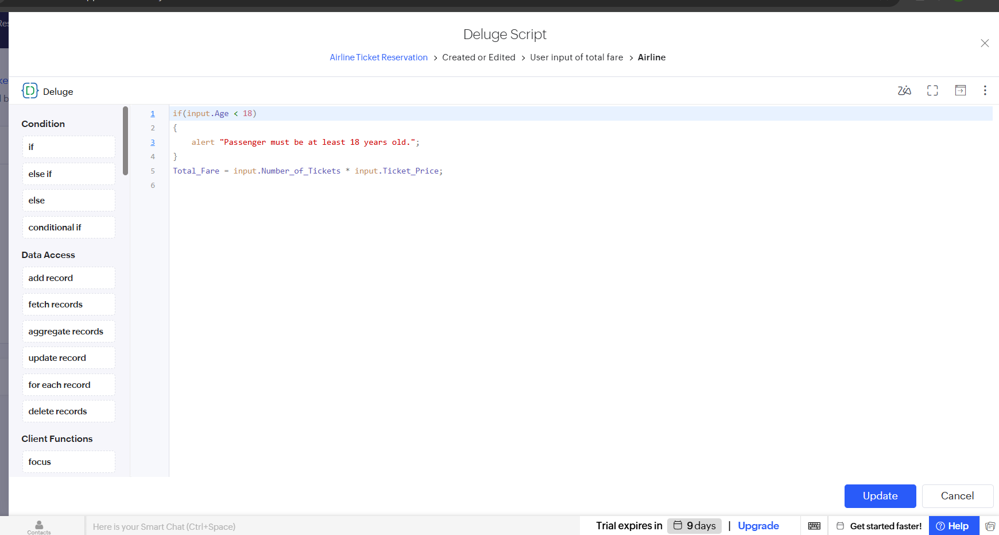 Res
Deluge Script
Airline Ticket Reservation > Created or Edited > User input of total fare > Airline
ke
l b
Deluge
Condition
if
else if
else
conditional if
Data Access
add record
fetch records
aggregate records
update record
for each record
delete records
Client Functions
focus
1 if(input.Age < 18)
2 {
3 alert "Passenger must be at least 18 years old.";
4 }
5 Total_Fare = input.Number_of_Tickets * input.Ticket_Price;
6
Update Cancel
Contacts
Here is your Smart Chat (Ctrl+Space)
Trial expires in 9 days | Upgrade
Get started faster!
Help